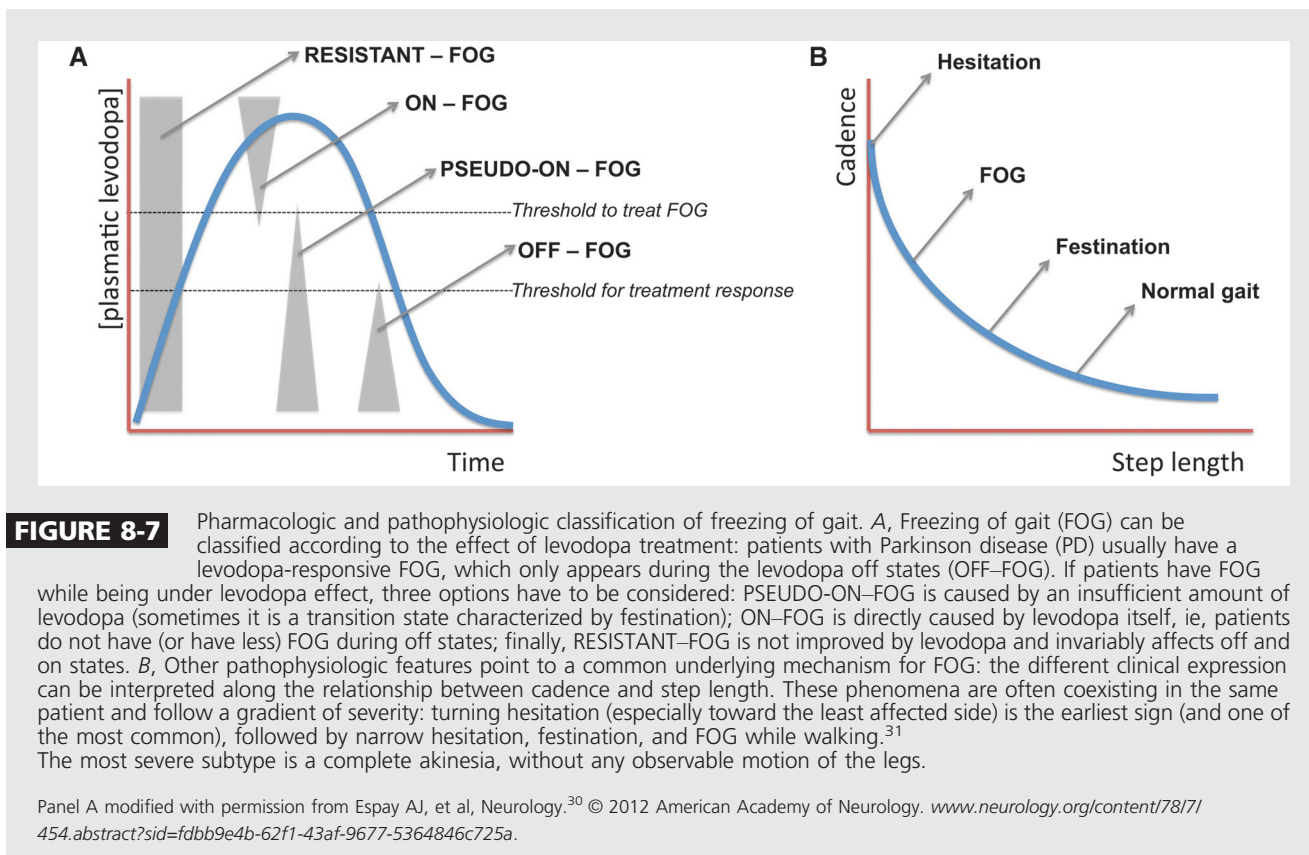 A
RESISTANT – FOG
ON – FOG
PSEUDO-ON – FOG
Threshold to treat FOG
OFF – FOG
Threshold for treatment response
[plasmatic levodopa]
Time
B
Hesitation
Cadence
FOG
Festination
Normal gait
Step length
FIGURE 8-7 Pharmacologic and pathophysiologic classification of freezing of gait. A, Freezing of gait (FOG) can be
classified according to the effect of levodopa treatment: patients with Parkinson disease (PD) usually have a
levodopa-responsive FOG, which only appears during the levodopa off states (OFF–FOG). If patients have FOG
while being under levodopa effect, three options have to be considered: PSEUDO-ON–FOG is caused by an insufficient amount of
levodopa (sometimes it is a transition state characterized by festination); ON–FOG is directly caused by levodopa itself, ie, patients
do not have (or have less) FOG during off states; finally, RESISTANT–FOG is not improved by levodopa and invariably affects off and
on states. B, Other pathophysiologic features point to a common underlying mechanism for FOG: the different clinical expression
can be interpreted along the relationship between cadence and step length. These phenomena are often coexisting in the same
patient and follow a gradient of severity: turning hesitation (especially toward the least affected side) is the earliest sign (and one of
the most common), followed by narrow hesitation, festination, and FOG while walking.31
The most severe subtype is a complete akinesia, without any observable motion of the legs.
Panel A modified with permission from Espay AJ, et al, Neurology.30 © 2012 American Academy of Neurology. www.neurology.org/content/78/7/
454.abstract?sid=fdbb9e4b-62f1-43af-9677-5364846c725a.